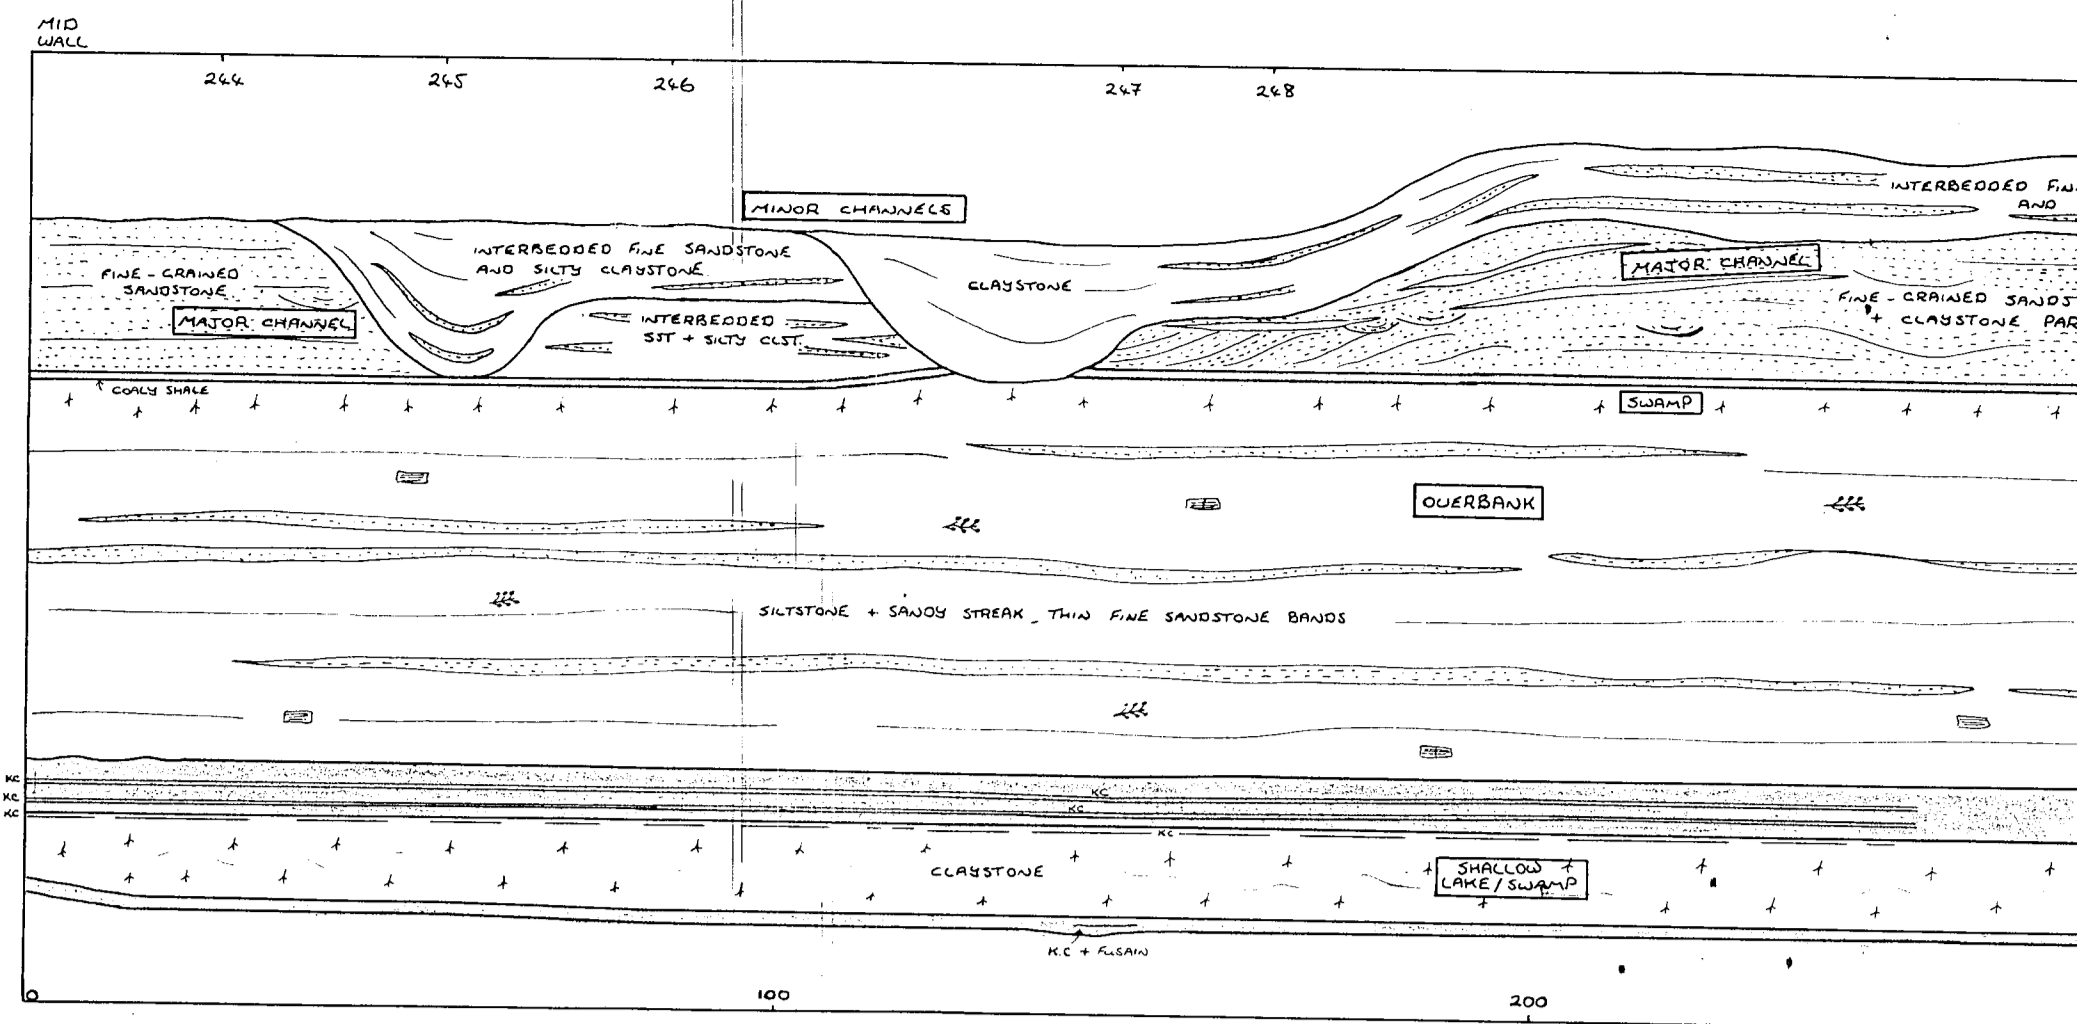 MID
WALL
244
245
246
247
248
MINOR CHANNELS
INTERBEDDED FINE SANDSTONE
AND SILTY CLAYSTONE
FINE-GRAINED
SANDSTONE
MAJOR CHANNEL
INTERBEDDED
SST + SILTY CLST.
CLAYSTONE
INTERBEDDED FIN
AND
MAJOR CHANNEL
FINE-GRAINED SANDS
+ CLAYSTONE PAR
COALY SHALE
SWAMP
OVERBANK
SILTSTONE + SANDY STREAK - THIN FINE SANDSTONE BANDS
KC
KC
KC
KC
KC
KC
CLAYSTONE
SHALLOW
LAKE/SWAMP
K.C + FUSAIN
0
100
200